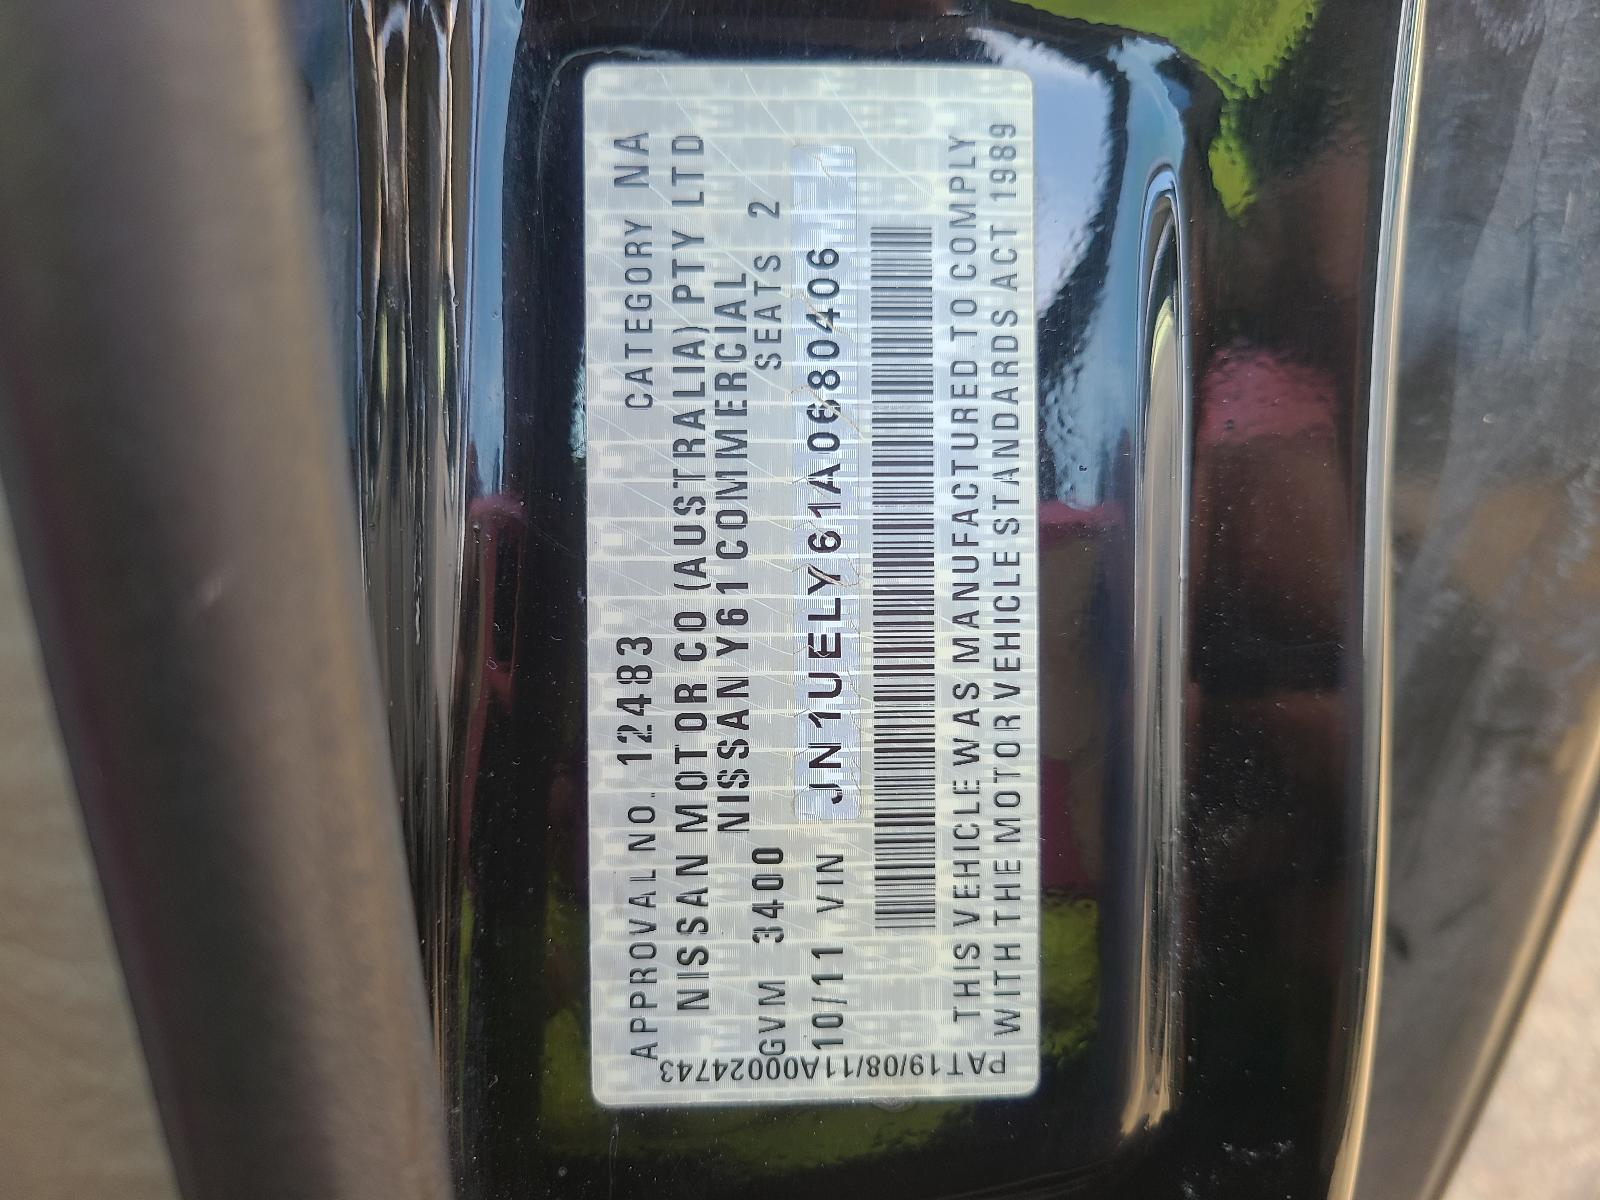 APPROVAL NO. 12483 CATEGORY NA
NISSAN MOTOR CO (AUSTRALIA) PTY LTD
NISSAN Y61 COMMERCIAL
GVM 3400 SEATS 2
10/11 VIN JN1UELY61A0680406
THIS VEHICLE WAS MANUFACTURED TO COMPLY
WITH THE MOTOR VEHICLE STANDARDS ACT 1989
PAT19/08/11A00024743